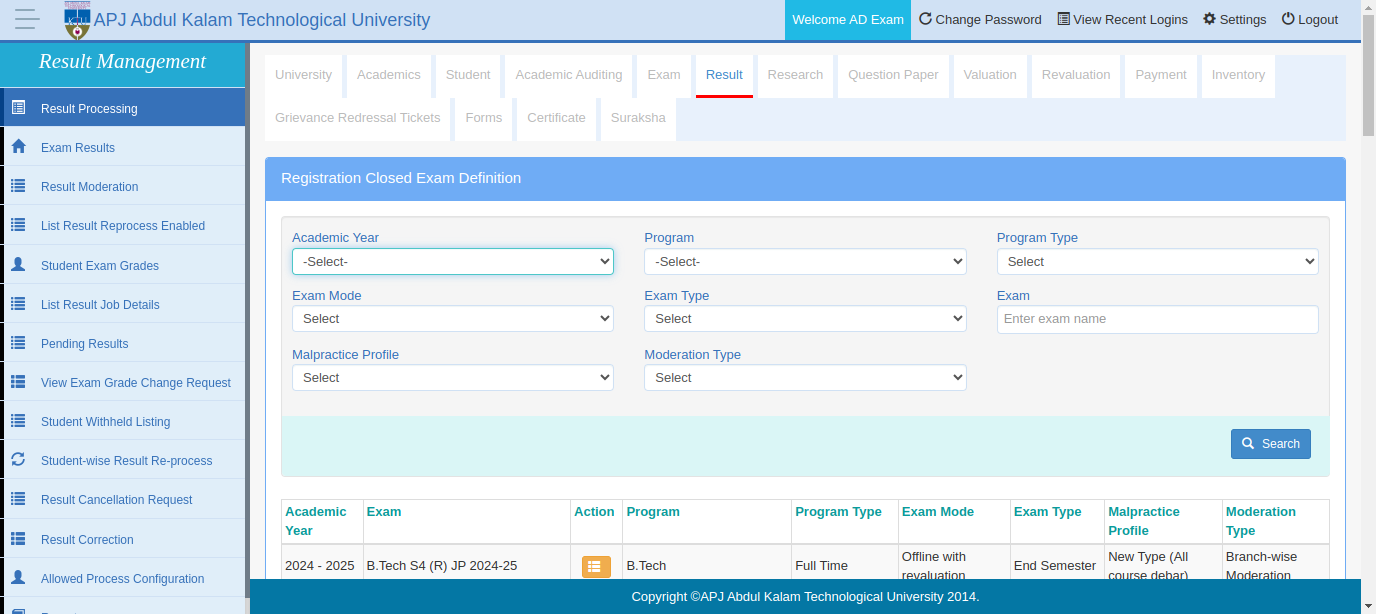 APJ Abdul Kalam Technological University
Welcome AD Exam Change Password View Recent Logins Settings Logout
Result Management
Result Processing
Exam Results
Result Moderation
List Result Reprocess Enabled
Student Exam Grades
List Result Job Details
Pending Results
View Exam Grade Change Request
Student Withheld Listing
Student-wise Result Re-process
Result Cancellation Request
Result Correction
Allowed Process Configuration
University Academics Student Academic Auditing Exam Result Research Question Paper Valuation Revaluation Payment Inventory
Grievance Redressal Tickets Forms Certificate Suraksha
Registration Closed Exam Definition
Academic Year Program Program Type
-Select- -Select- Select
Exam Mode Exam Type Exam
Select Select Enter exam name
Malpractice Profile Moderation Type
Select Select
Search
Academic Year Exam Action Program Program Type Exam Mode Exam Type Malpractice Profile Moderation Type
2024 - 2025 B.Tech S4 (R) JP 2024-25 B.Tech Full Time Offline with revaluation End Semester New Type (All course debar) Branch-wise Moderation
Copyright ©APJ Abdul Kalam Technological University 2014.